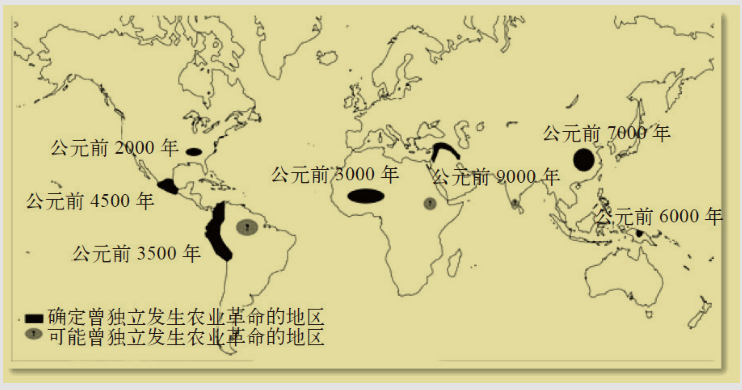 公元前 7000 年
公元前 2000 年
公元前 3000 年
公元前 9000 年
公元前 4500 年
公元前 6000 年
公元前 3500 年
确定曾独立发生农业革命的地区
?可能曾独立发生农业革命的地区